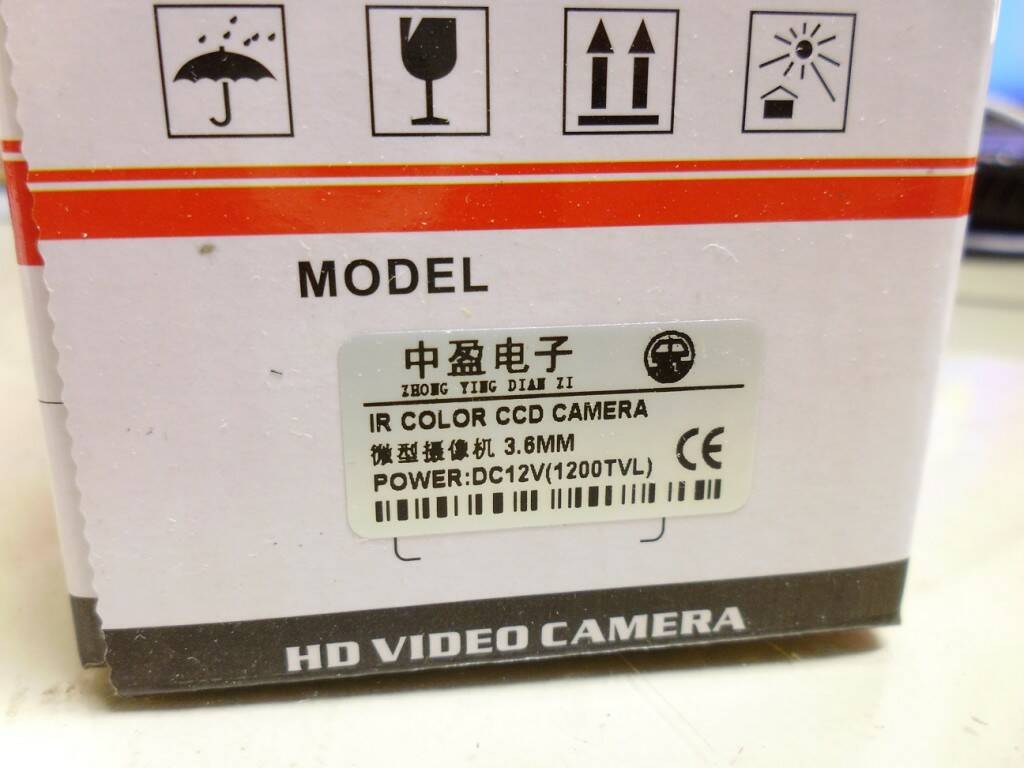 MODEL
中盈电子
ZHONG YING DIAN ZI
IR COLOR CCD CAMERA
微型摄像机 3.6MM
POWER:DC12V(1200TVL)
CE
HD VIDEO CAMERA